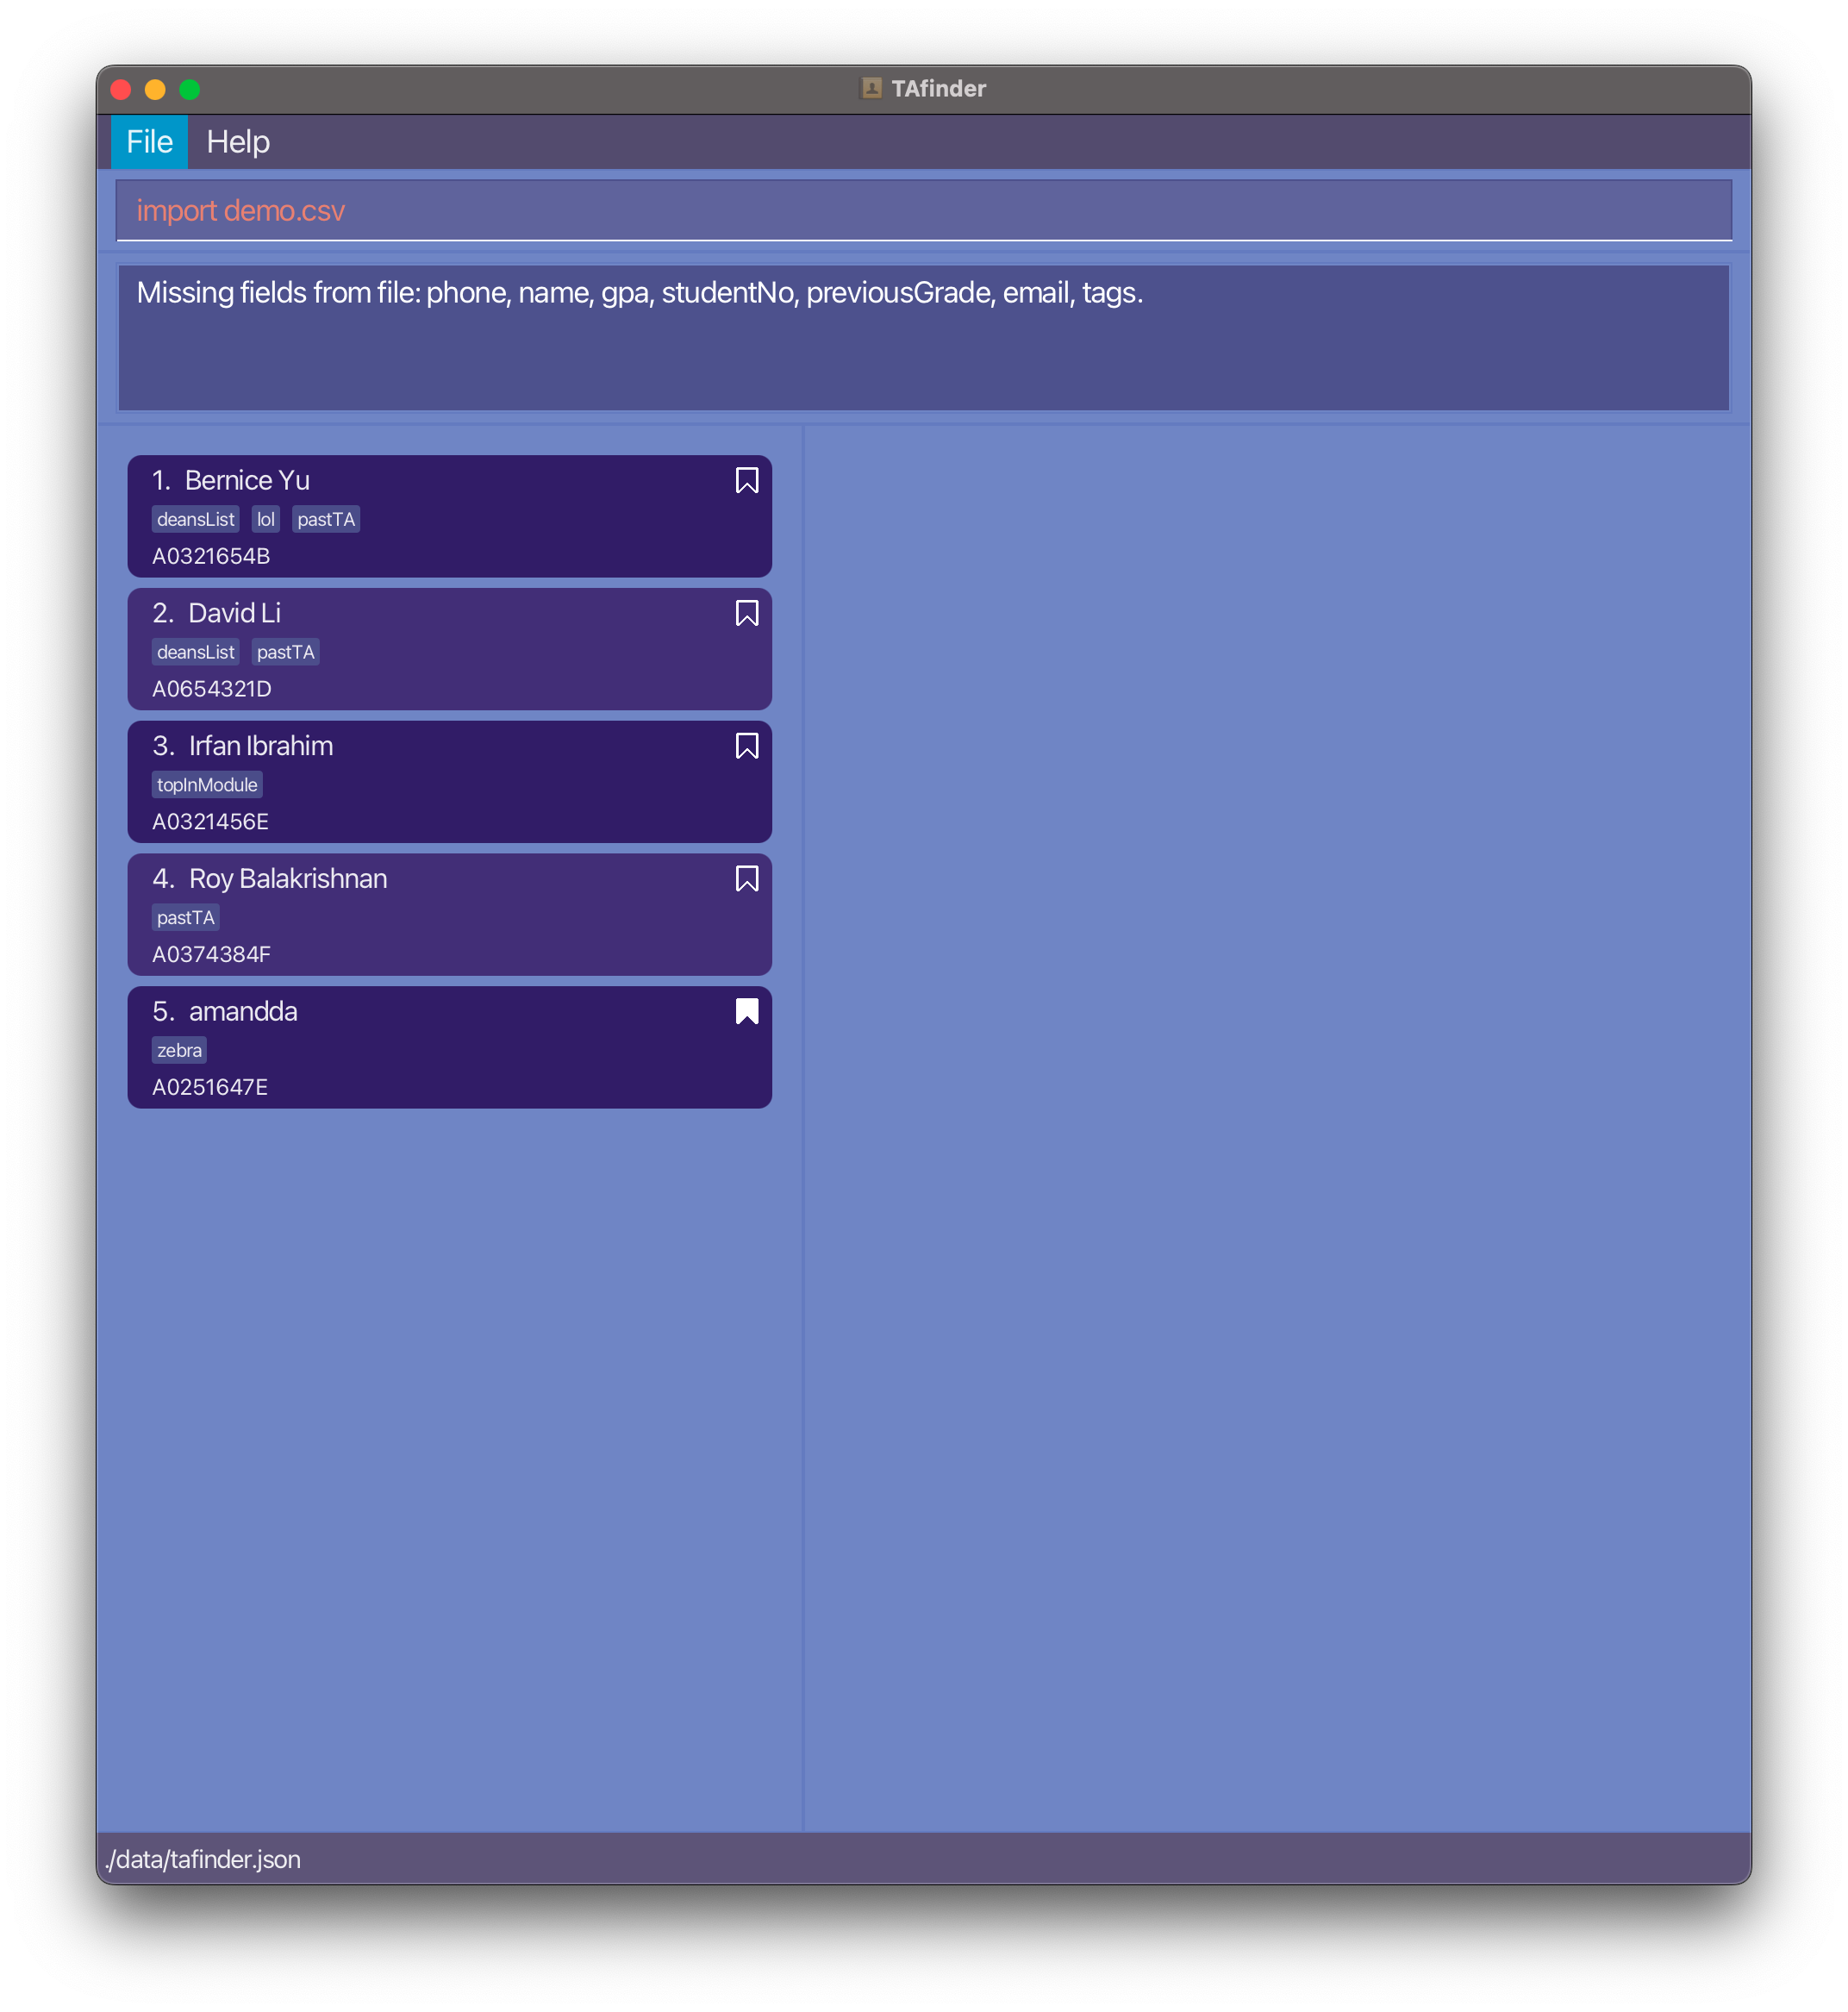 TAfinder
File Help
import demo.csv
Missing fields from file: phone, name, gpa, studentNo, previousGrade, email, tags.
1. Bernice Yu
deansList lol pastTA
A0321654B
2. David Li
deansList pastTA
A0654321D
3. Irfan Ibrahim
topInModule
A0321456E
4. Roy Balakrishnan
pastTA
A0374384F
5. amandda
zebra
A0251647E
./data/tafinder.json